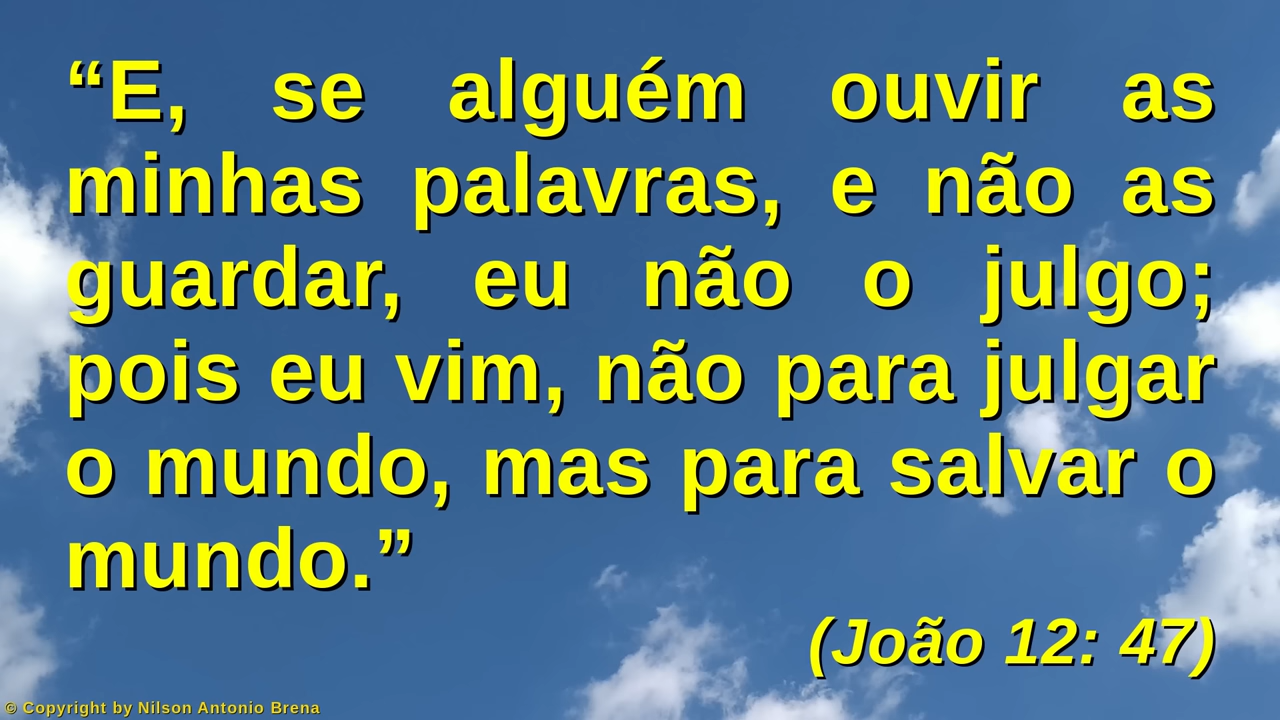 “E, se alguém ouvir as
minhas palavras, e não as
guardar, eu não o julgo;
pois eu vim, não para julgar
o mundo, mas para salvar o
mundo.”
(João 12: 47)
© Copyright by Nilson Antonio Brena